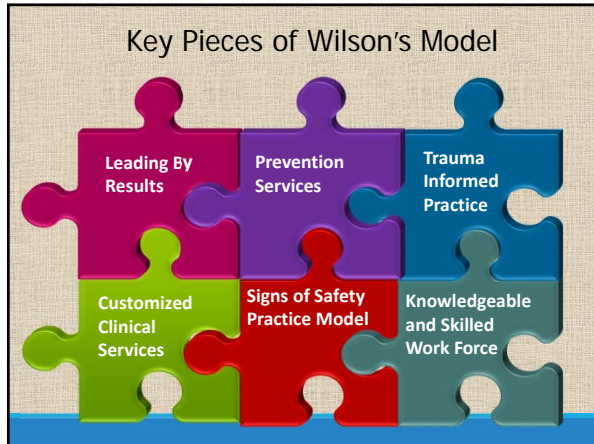 Key Pieces of Wilson's Model
Leading By
Results
Prevention
Services
Trauma
Informed
Practice
Customized
Clinical
Services
Signs of Safety
Practice Model
Knowledgeable
and Skilled
Work Force